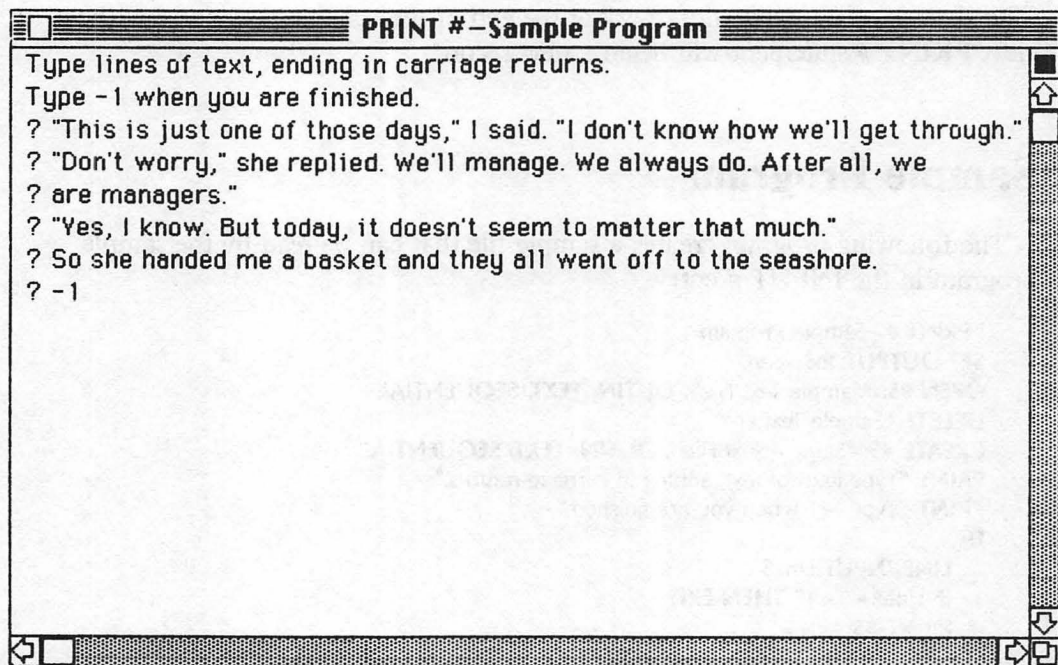 PRINT #–Sample Program
Type lines of text, ending in carriage returns.
Type –1 when you are finished.
? "This is just one of those days," I said. "I don't know how we'll get through."
? "Don't worry," she replied. We'll manage. We always do. After all, we
? are managers."
? "Yes, I know. But today, it doesn't seem to matter that much."
? So she handed me a basket and they all went off to the seashore.
? –1